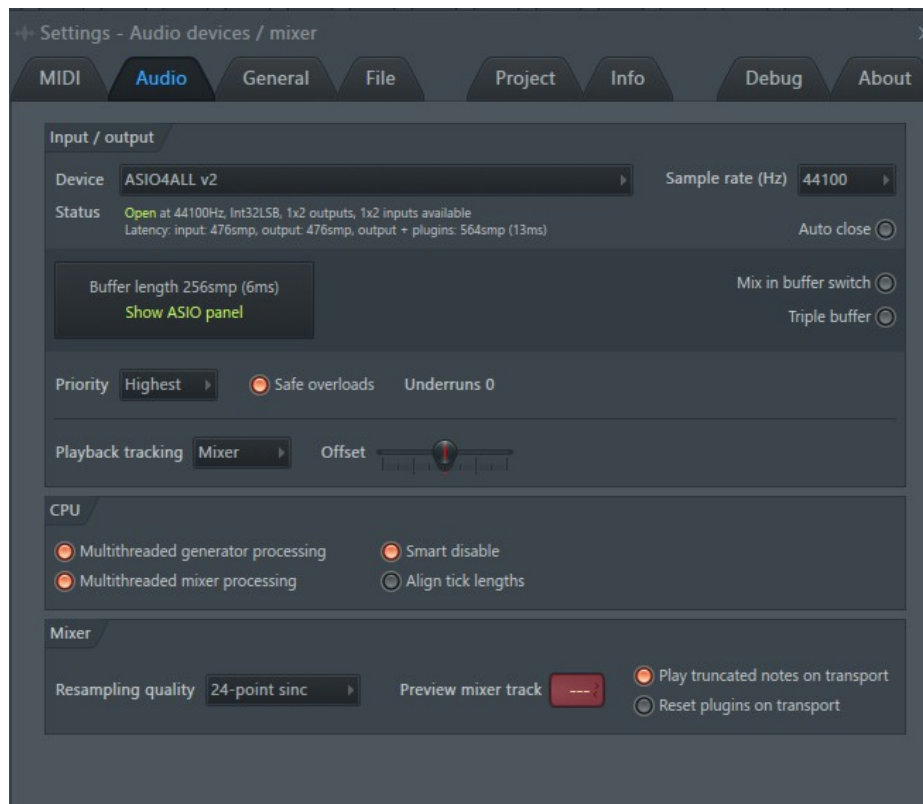 Settings - Audio devices / mixer
MIDI Audio General File Project Info Debug About
Input / output
Device ASIO4ALL v2 Sample rate (Hz) 44100
Status Open at 44100Hz, Int32LSB, 1x2 outputs, 1x2 inputs available
Latency: input: 476smp, output: 476smp, output + plugins: 564smp (13ms)
Auto close
Buffer length 256smp (6ms)
Show ASIO panel
Mix in buffer switch
Triple buffer
Priority Highest Safe overloads Underruns 0
Playback tracking Mixer Offset
CPU
Multithreaded generator processing Smart disable
Multithreaded mixer processing Align tick lengths
Mixer
Resampling quality 24-point sinc Preview mixer track ---
Play truncated notes on transport
Reset plugins on transport